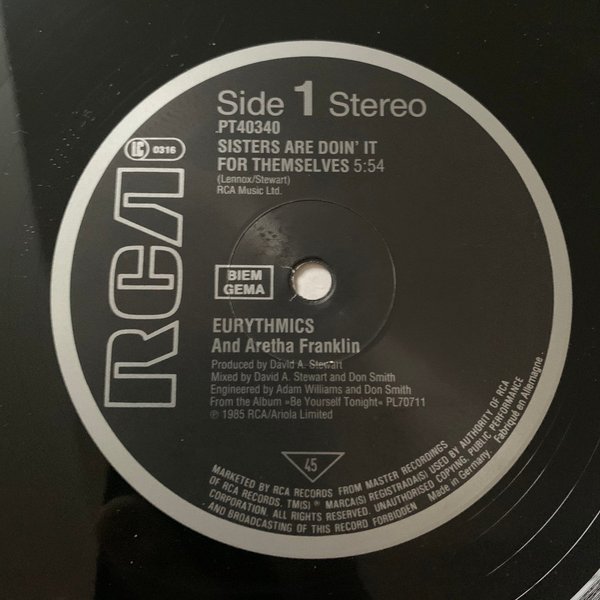 Side 1 Stereo
PT40340
SISTERS ARE DOIN' IT
FOR THEMSELVES 5:54
(Lennox/Stewart)
RCA Music Ltd.
LC 0316
RCA
BIEM
GEMA
EURYTHMICS
And Aretha Franklin
Produced by David A. Stewart
Mixed by David A. Stewart and Don Smith
Engineered by Adam Williams and Don Smith
From the Album »Be Yourself Tonight« PL70711
℗ 1985 RCA/Ariola Limited
45
MARKETED BY RCA RECORDS FROM MASTER RECORDINGS
OF RCA RECORDS. TM(S) ® MARCA(S) REGISTRADA(S) USED BY AUTHORITY OF RCA
CORPORATION. ALL RIGHTS RESERVED. UNAUTHORISED COPYING, PUBLIC PERFORMANCE
AND BROADCASTING OF THIS RECORD FORBIDDEN Made in Germany. Fabriqué en Allemagne.